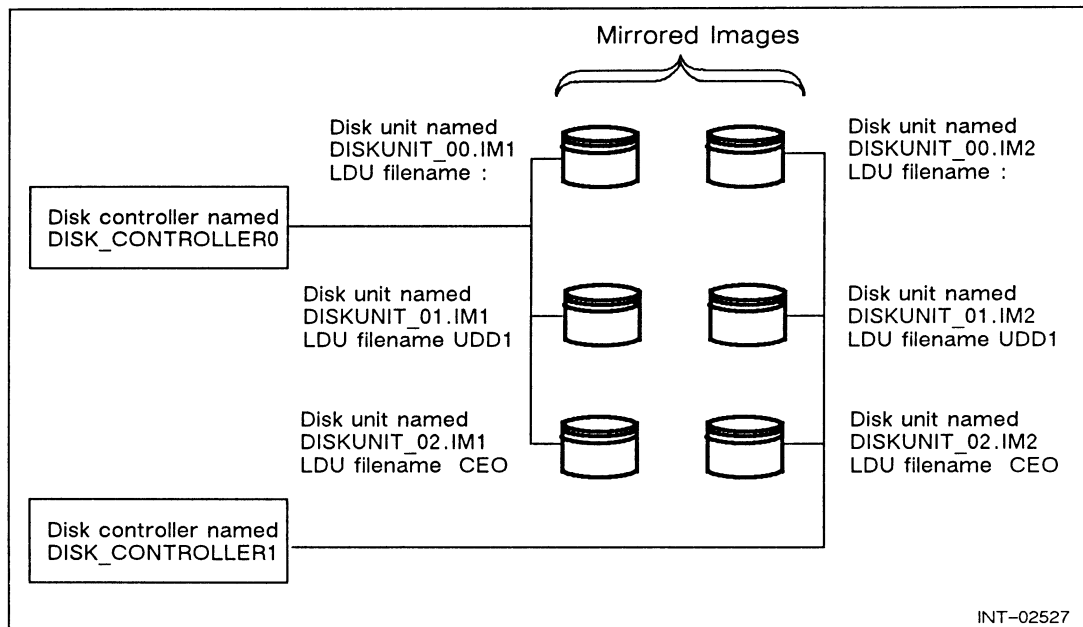 Mirrored Images
Disk unit named
DISKUNIT_00.IM1
LDU filename :
Disk unit named
DISKUNIT_00.IM2
LDU filename :
Disk controller named
DISK_CONTROLLER0
Disk unit named
DISKUNIT_01.IM1
LDU filename UDD1
Disk unit named
DISKUNIT_01.IM2
LDU filename UDD1
Disk unit named
DISKUNIT_02.IM1
LDU filename CEO
Disk unit named
DISKUNIT_02.IM2
LDU filename CEO
Disk controller named
DISK_CONTROLLER1
INT-02527